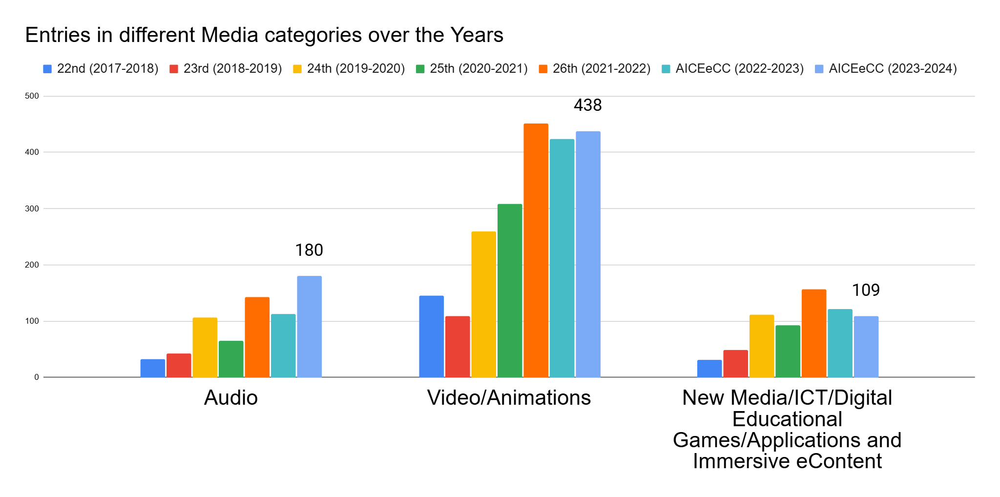 Entries in different Media categories over the Years
22nd (2017-2018) 23rd (2018-2019) 24th (2019-2020) 25th (2020-2021) 26th (2021-2022) AICEeCC (2022-2023) AICEeCC (2023-2024)
500
438
400
300
200
180
109
100
0
Audio
Video/Animations
New Media/ICT/Digital
Educational
Games/Applications and
Immersive eContent